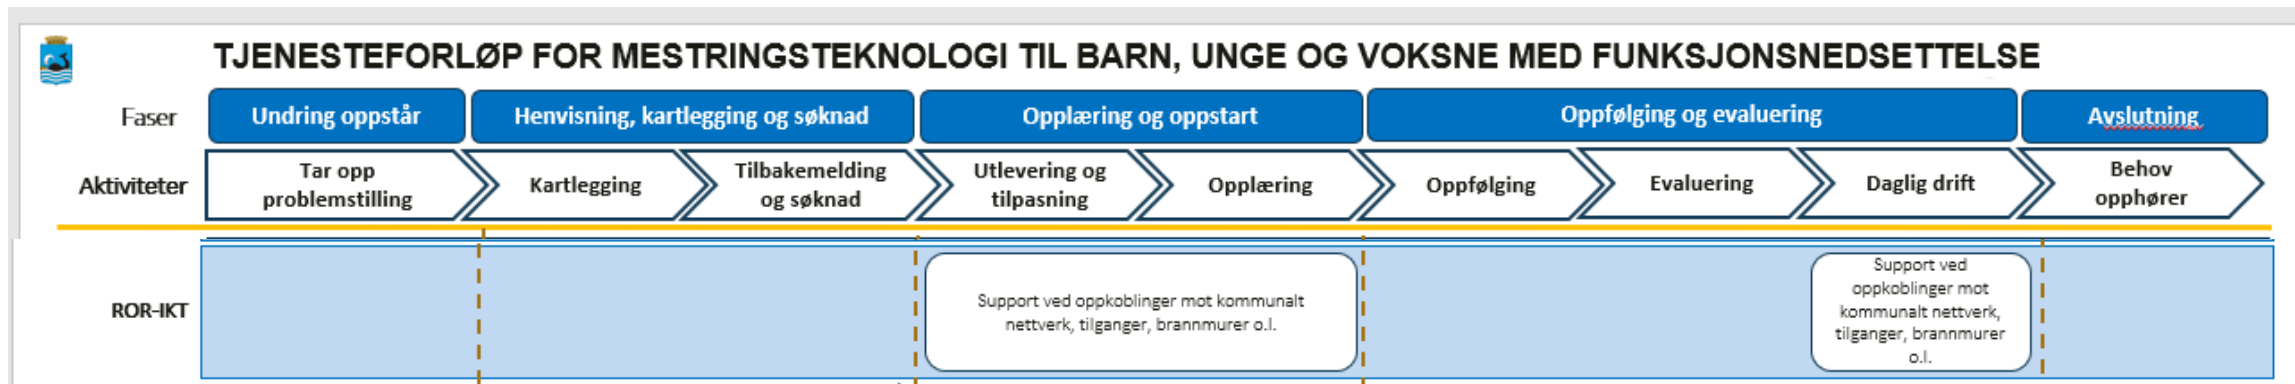 TJENESTEFORLØP FOR MESTRINGSTEKNOLOGI TIL BARN, UNGE OG VOKSNE MED FUNKSJONSNEDSETTELSE
Faser
Undring oppstår
Henvisning, kartlegging og søknad
Opplæring og oppstart
Oppfølging og evaluering
Avslutning
Aktiviteter
Tar opp
problemstilling
Kartlegging
Tilbakemelding
og søknad
Utlevering og
tilpasning
Opplæring
Oppfølging
Evaluering
Daglig drift
Behov
opphører
ROR-IKT
Support ved oppkoblinger mot kommunalt
nettverk, tilganger, brannmurer o.l.
Support ved
oppkoblinger mot
kommunalt nettverk,
tilganger, brannmurer
o.l.